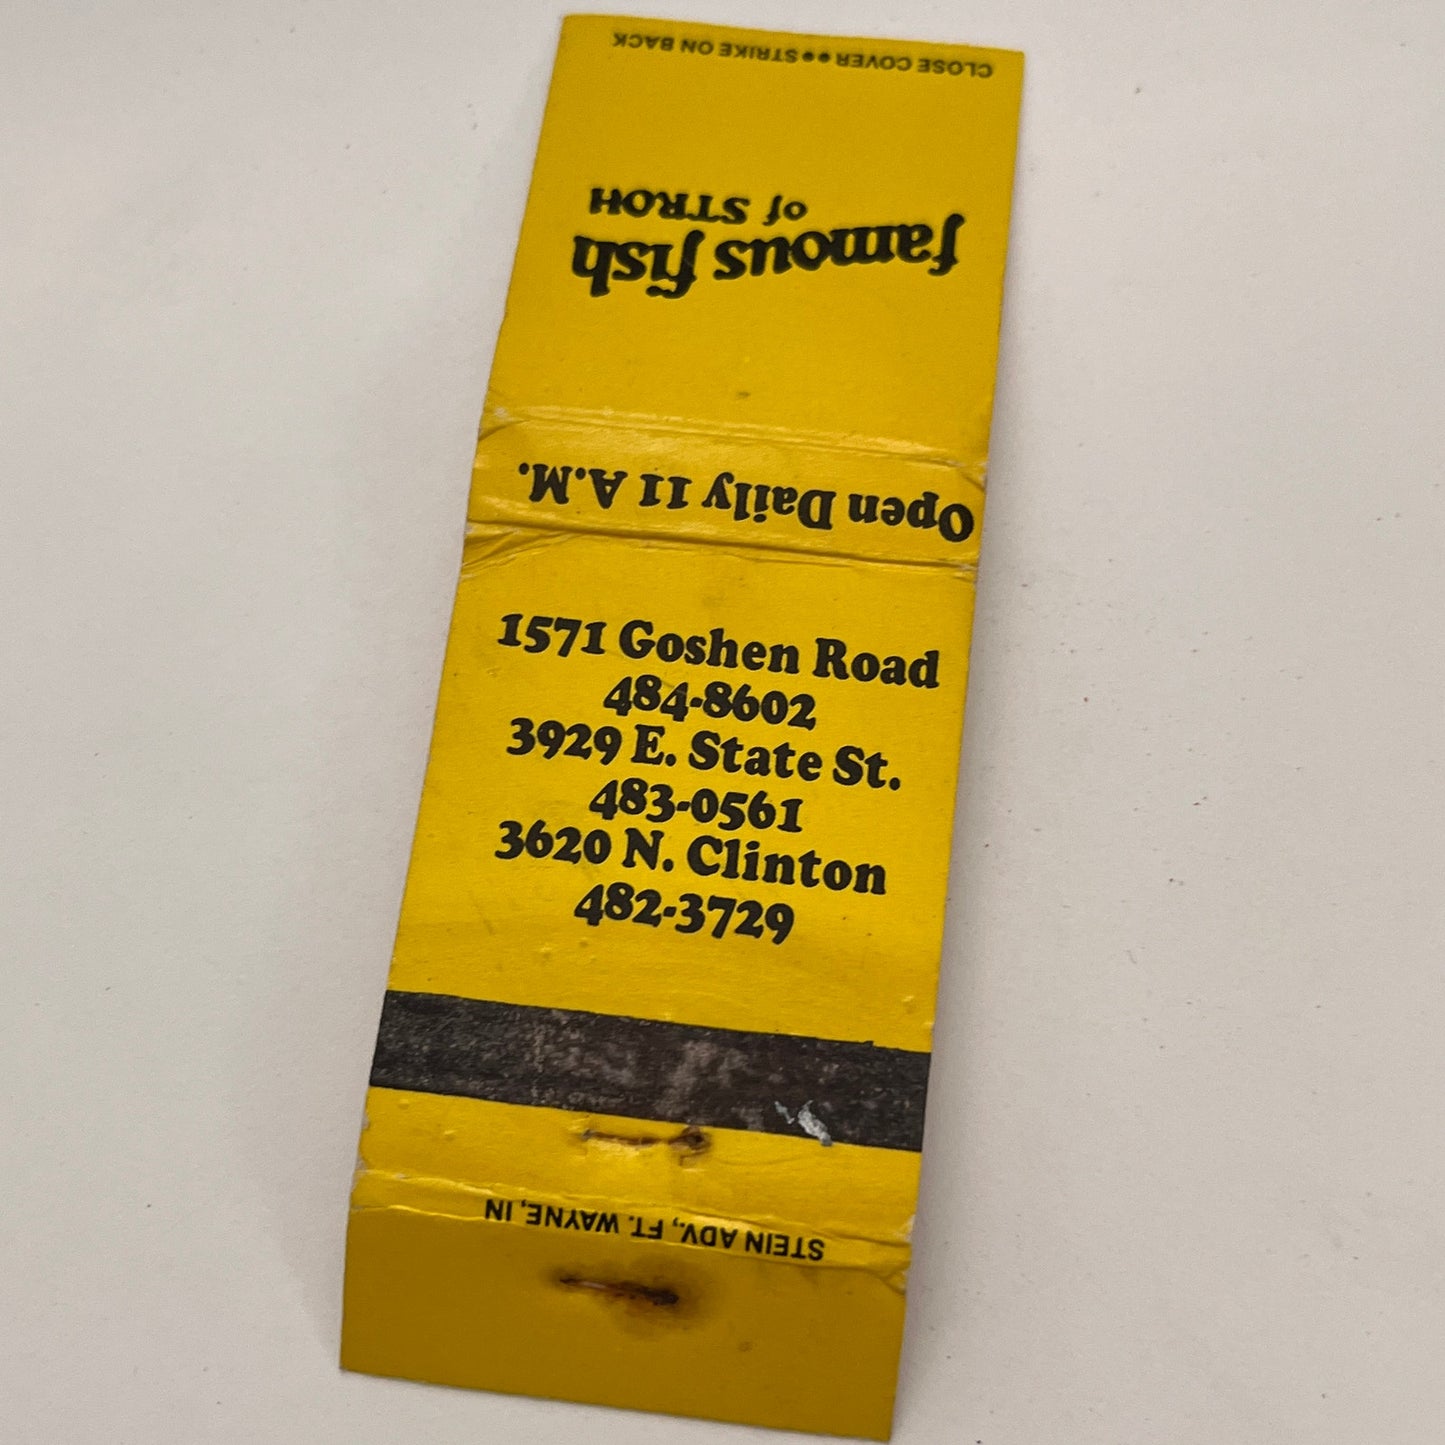 CLOSE COVER●●STRIKE ON BACK
famous fish
of STROH
Open Daily 11 A.M.
1571 Goshen Road
484-8602
3929 E. State St.
483-0561
3620 N. Clinton
482-3729
STEIN ADV., FT. WAYNE, IN